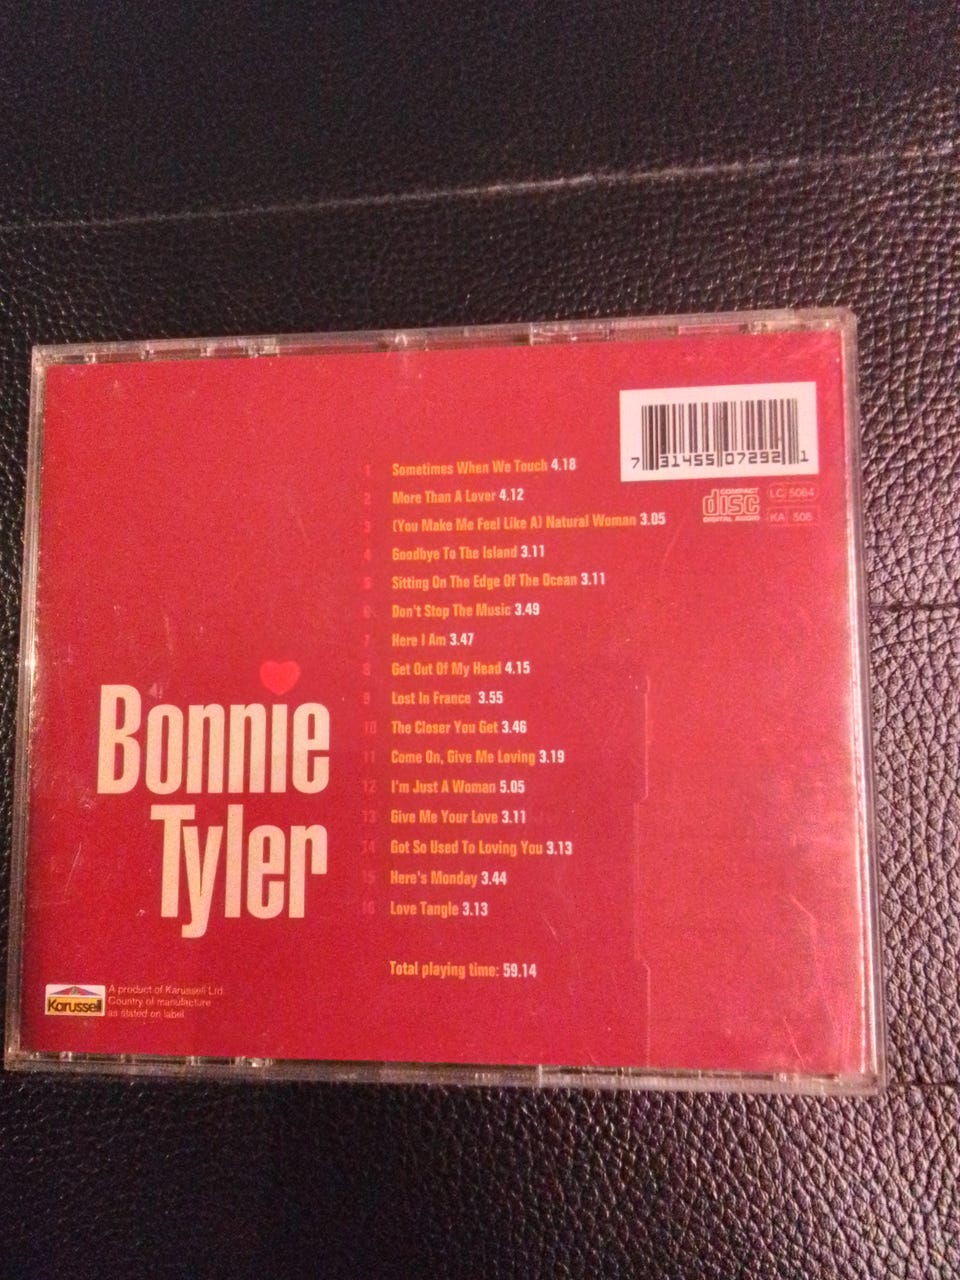 7 31455 07292 1
COMPACT
disc
DIGITAL AUDIO
LC 5064
KA 506
1 Sometimes When We Touch 4.18
2 More Than A Lover 4.12
3 (You Make Me Feel Like A) Natural Woman 3.05
4 Goodbye To The Island 3.11
5 Sitting On The Edge Of The Ocean 3.11
6 Don't Stop The Music 3.49
7 Here I Am 3.47
8 Get Out Of My Head 4.15
9 Lost In France 3.55
10 The Closer You Get 3.46
11 Come On, Give Me Loving 3.19
12 I'm Just A Woman 5.05
13 Give Me Your Love 3.11
14 Got So Used To Loving You 3.13
15 Here's Monday 3.44
16 Love Tangle 3.13
Total playing time: 59.14
Bonnie
Tyler
Karussell
A product of Karussell Ltd.
Country of manufacture
as stated on label